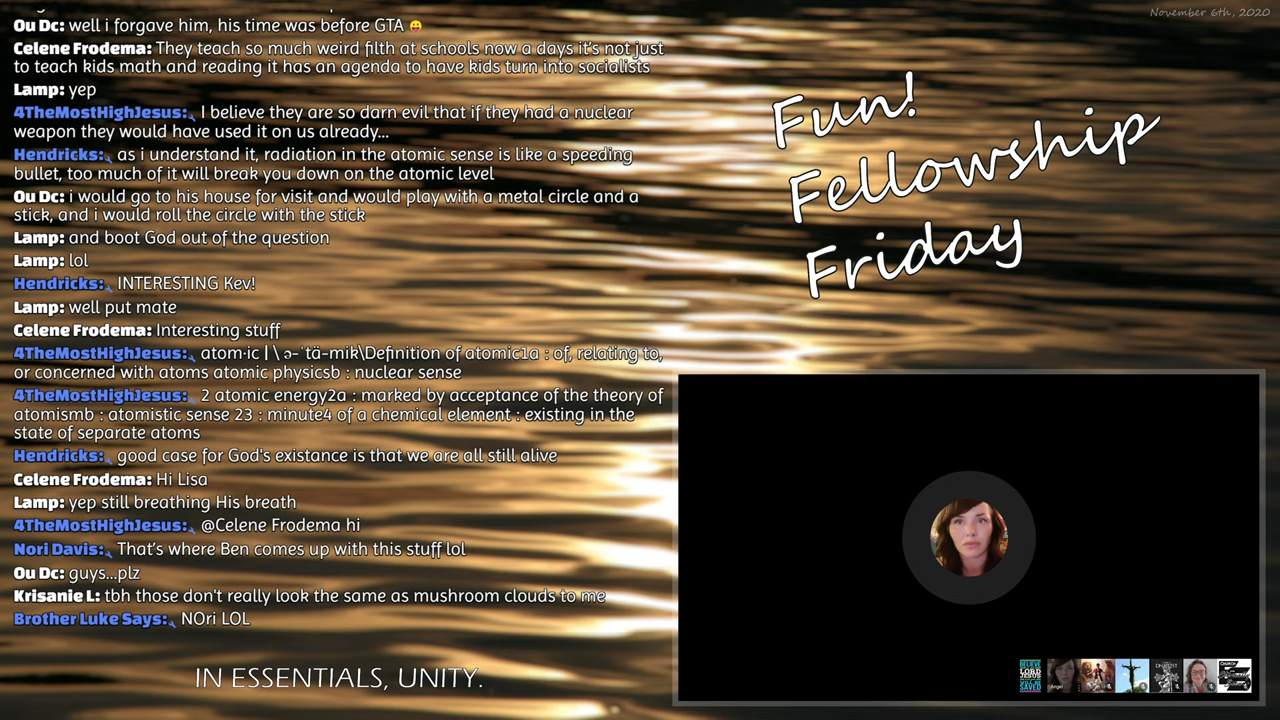 November 6th, 2020
Ou Dc: well i forgave him, his time was before GTA 😛
Celene Frodema: They teach so much weird filth at schools now a days it's not just
to teach kids math and reading it has an agenda to have kids turn into socialists
Lamp: yep
4TheMostHighJesus: I believe they are so darn evil that if they had a nuclear
weapon they would have used it on us already...
Hendricks: as i understand it, radiation in the atomic sense is like a speeding
bullet, too much of it will break you down on the atomic level
Ou Dc: i would go to his house for visit and would play with a metal circle and a
stick, and i would roll the circle with the stick
Lamp: and boot God out of the question
Lamp: lol
Hendricks: INTERESTING Kev!
Lamp: well put mate
Celene Frodema: Interesting stuff
4TheMostHighJesus: atom·ic | \ ə-ˈtä-mik\Definition of atomic1a : of, relating to,
or concerned with atoms atomic physicsb : nuclear sense
4TheMostHighJesus: 2 atomic energy2a : marked by acceptance of the theory of
atomismb : atomistic sense 23 : minute4 of a chemical element : existing in the
state of separate atoms
Hendricks: good case for God's existance is that we are all still alive
Celene Frodema: Hi Lisa
Lamp: yep still breathing His breath
4TheMostHighJesus: @Celene Frodema hi
Nori Davis: That's where Ben comes up with this stuff lol
Ou Dc: guys...plz
Krisanie L: tbh those don't really look the same as mushroom clouds to me
Brother Luke Says: NOri LOL
IN ESSENTIALS, UNITY.
Fun!
Fellowship
Friday
BELIEVE
LORD
JESUS
SAVED
Angel
CHURCH